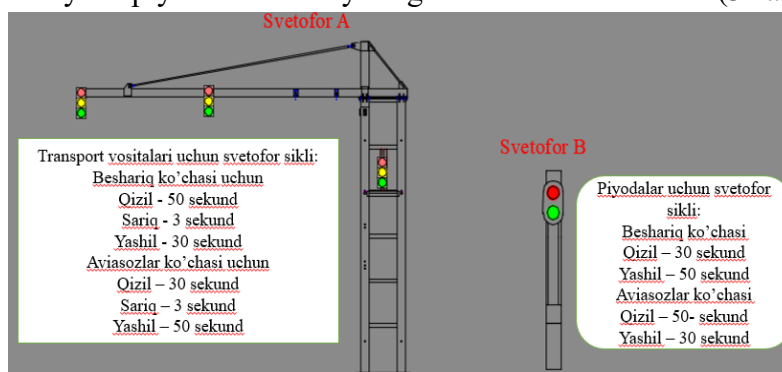 Svetofor A
Transport vositalari uchun svetofor sikli:
Beshariq ko'chasi uchun
Qizil - 50 sekund
Sariq - 3 sekund
Yashil - 30 sekund
Aviasozlar ko'chasi uchun
Qizil – 30 sekund
Sariq – 3 sekund
Yashil – 50 sekund
Svetofor B
Piyodalar uchun svetofor
sikli:
Beshariq ko'chasi
Qizil – 30 sekund
Yashil – 50 sekund
Aviasozlar ko'chasi
Qizil – 50- sekund
Yashil – 30 sekund